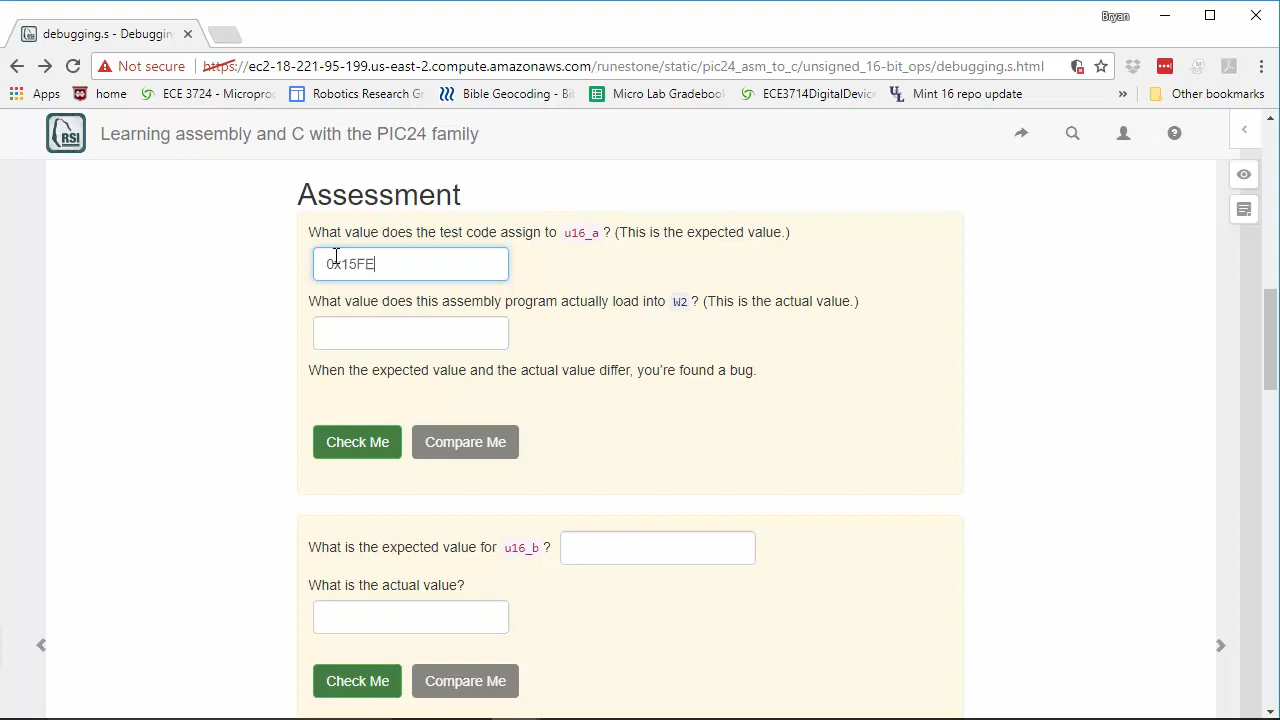 Bryan
debugging.s - Debugging
Not secure
https://ec2-18-221-95-199.us-east-2.compute.amazonaws.com/runestone/static/pic24_asm_to_c/unsigned_16-bit_ops/debugging.s.html
Apps home ECE 3724 - Micropro Robotics Research Gr Bible Geocoding - Bi Micro Lab Gradeboo ECE3714DigitalDevic Mint 16 repo update » Other bookmarks
RSI Learning assembly and C with the PIC24 family
Assessment
What value does the test code assign to u16_a ? (This is the expected value.)
0x15FE
What value does this assembly program actually load into W2 ? (This is the actual value.)
When the expected value and the actual value differ, you're found a bug.
Check Me Compare Me
What is the expected value for u16_b ?
What is the actual value?
Check Me Compare Me